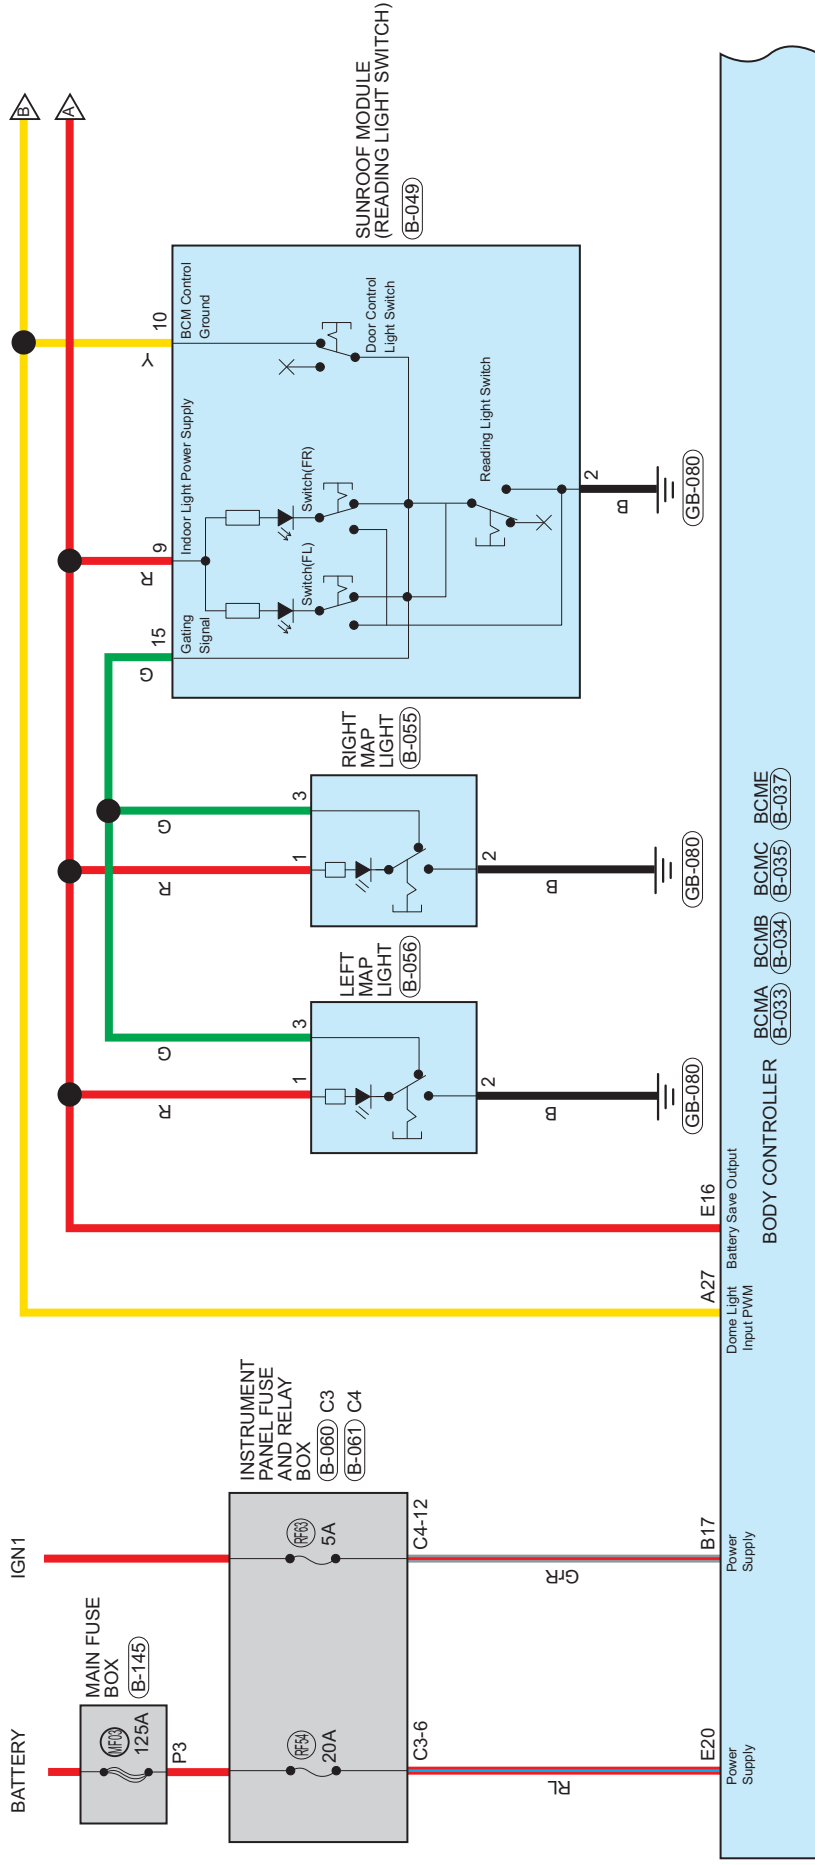 BATTERY
IGN1
MAIN FUSE
BOX
B-145
MF03
125A
P3
INSTRUMENT
PANEL FUSE
AND RELAY
BOX
B-060 C3
B-061 C4
RF54
20A
RF63
5A
C3-6
C4-12
RL
GrR
E20
Power
Supply
B17
Power
Supply
A27
Dome Light
Input PWM
E16
Battery Save Output
BODY CONTROLLER
BCMA
B-033
BCMB
B-034
BCMC
B-035
BCME
B-037
B
A
R
G
1
3
LEFT
MAP
LIGHT
B-056
2
B
GB-080
R
G
1
3
RIGHT
MAP
LIGHT
B-055
2
B
GB-080
G
15
R
9
Y
10
Gating
Signal
Indoor Light Power Supply
BCM Control
Ground
Switch(FL)
Switch(FR)
Door Control
Light Switch
Reading Light Switch
SUNROOF MODULE
(READING LIGHT SWITCH)
B-049
2
B
GB-080